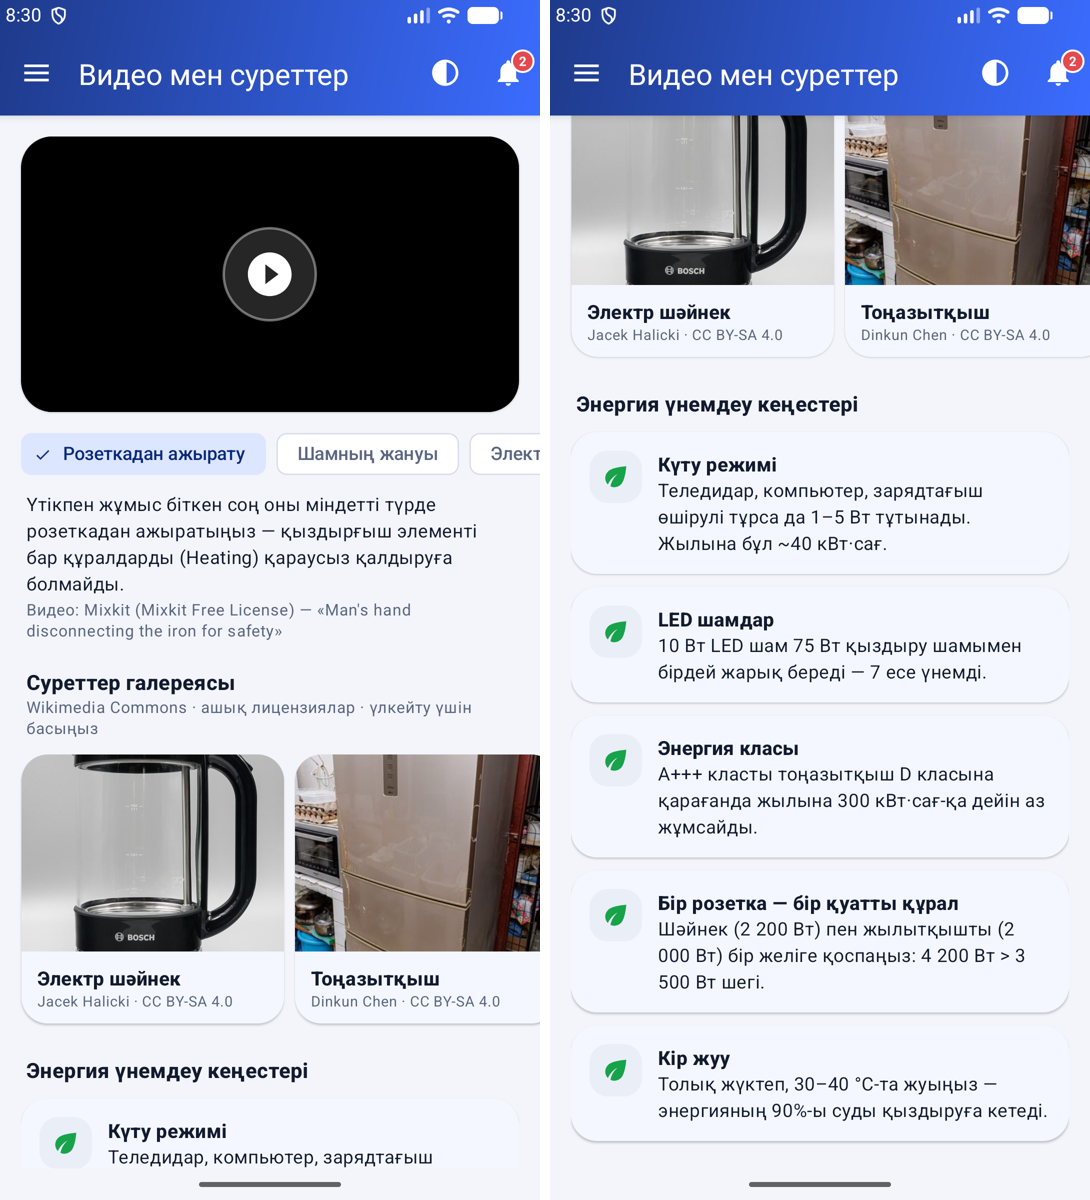 8:30
Видео мен суреттер
2
Розеткадан ажырату
Шамның жануы
Элект
Үтікпен жұмыс біткен соң оны міндетті түрде
розеткадан ажыратыңыз — қыздырғыш элементі
бар құралдарды (Heating) қараусыз қалдыруға
болмайды.
Видео: Mixkit (Mixkit Free License) — «Man's hand
disconnecting the iron for safety»
Суреттер галереясы
Wikimedia Commons · ашық лицензиялар · үлкейту үшін
басыңыз
BOSCH
Электр шәйнек
Jacek Halicki · CC BY-SA 4.0
Тоңазытқыш
Dinkun Chen · CC BY-SA 4.0
Энергия үнемдеу кеңестері
Күту режимі
Теледидар, компьютер, зарядтағыш
8:30
Видео мен суреттер
2
BOSCH
Электр шәйнек
Jacek Halicki · CC BY-SA 4.0
Тоңазытқыш
Dinkun Chen · CC BY-SA 4.0
Энергия үнемдеу кеңестері
Күту режимі
Теледидар, компьютер, зарядтағыш
өшірулі тұрса да 1–5 Вт тұтынады.
Жылына бұл ~40 кВт·сағ.
LED шамдар
10 Вт LED шам 75 Вт қыздыру шамымен
бірдей жарық береді — 7 есе үнемді.
Энергия класы
A+++ класты тоңазытқыш D класына
қарағанда жылына 300 кВт·сағ-қа дейін аз
жұмсайды.
Бір розетка — бір қуатты құрал
Шәйнек (2 200 Вт) пен жылытқышты (2
000 Вт) бір желіге қоспаңыз: 4 200 Вт > 3
500 Вт шегі.
Кір жуу
Толық жүктеп, 30–40 °C-та жуыңыз —
энергияның 90%-ы суды қыздыруға кетеді.